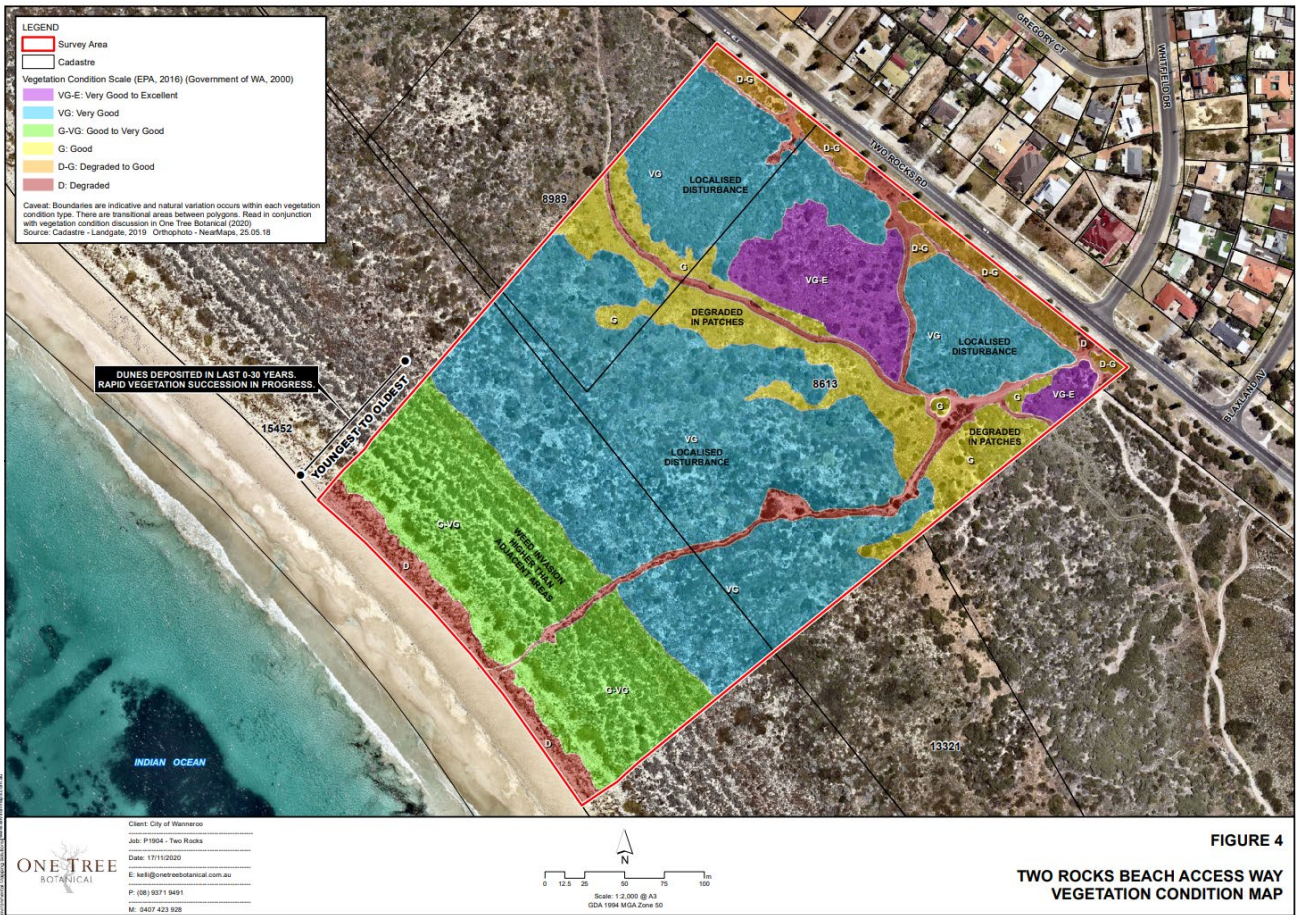 LEGEND
Survey Area
Cadastre
Vegetation Condition Scale (EPA, 2016) (Government of WA, 2000)
VG-E: Very Good to Excellent
VG: Very Good
G-VG: Good to Very Good
G: Good
D-G: Degraded to Good
D: Degraded
Caveat: Boundaries are indicative and natural variation occurs within each vegetation
condition type. There are transitional areas between polygons. Read in conjunction
with vegetation condition discussion in One Tree Botanical (2020)
Source: Cadastre - Landgate, 2019 Orthophoto - NearMaps, 25.05.18
GREGORY CT
WHITFIELD DR
TWO ROCKS RD
BLAXLAND AV
D-G
D-G
VG
LOCALISED
DISTURBANCE
8989
D-G
D-G
G
VG-E
G
DEGRADED
IN PATCHES
VG
LOCALISED
DISTURBANCE
D
D-G
DUNES DEPOSITED IN LAST 0-30 YEARS.
RAPID VEGETATION SUCCESSION IN PROGRESS.
YOUNGEST TO OLDEST
15452
8613
VG-E
G
G
DEGRADED
IN PATCHES
G
VG
LOCALISED
DISTURBANCE
G-VG
WEED INVASION
HIGHER THAN
ADJACENT AREAS
D
VG
G-VG
D
13321
INDIAN OCEAN
ONE TREE
BOTANICAL
Client: City of Wanneroo
Job: P1904 - Two Rocks
Date: 17/11/2020
E: kelli@onetreebotanical.com.au
P: (08) 9371 9491
M: 0407 423 928
N
0 12.5 25 50 75 100
m
Scale: 1:2,000 @ A3
GDA 1994 MGA Zone 50
FIGURE 4
TWO ROCKS BEACH ACCESS WAY
VEGETATION CONDITION MAP